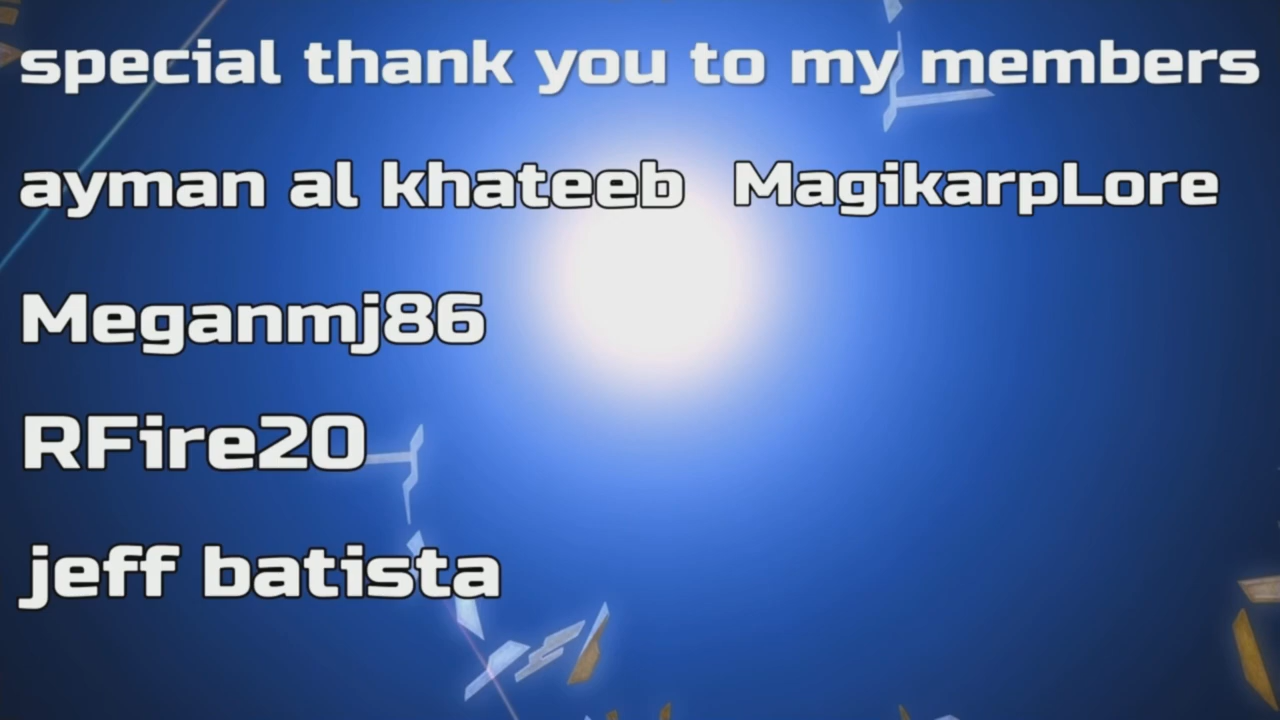 special thank you to my members
ayman al khateeb MagikarpLore
Meganmj86
RFire20
jeff batista